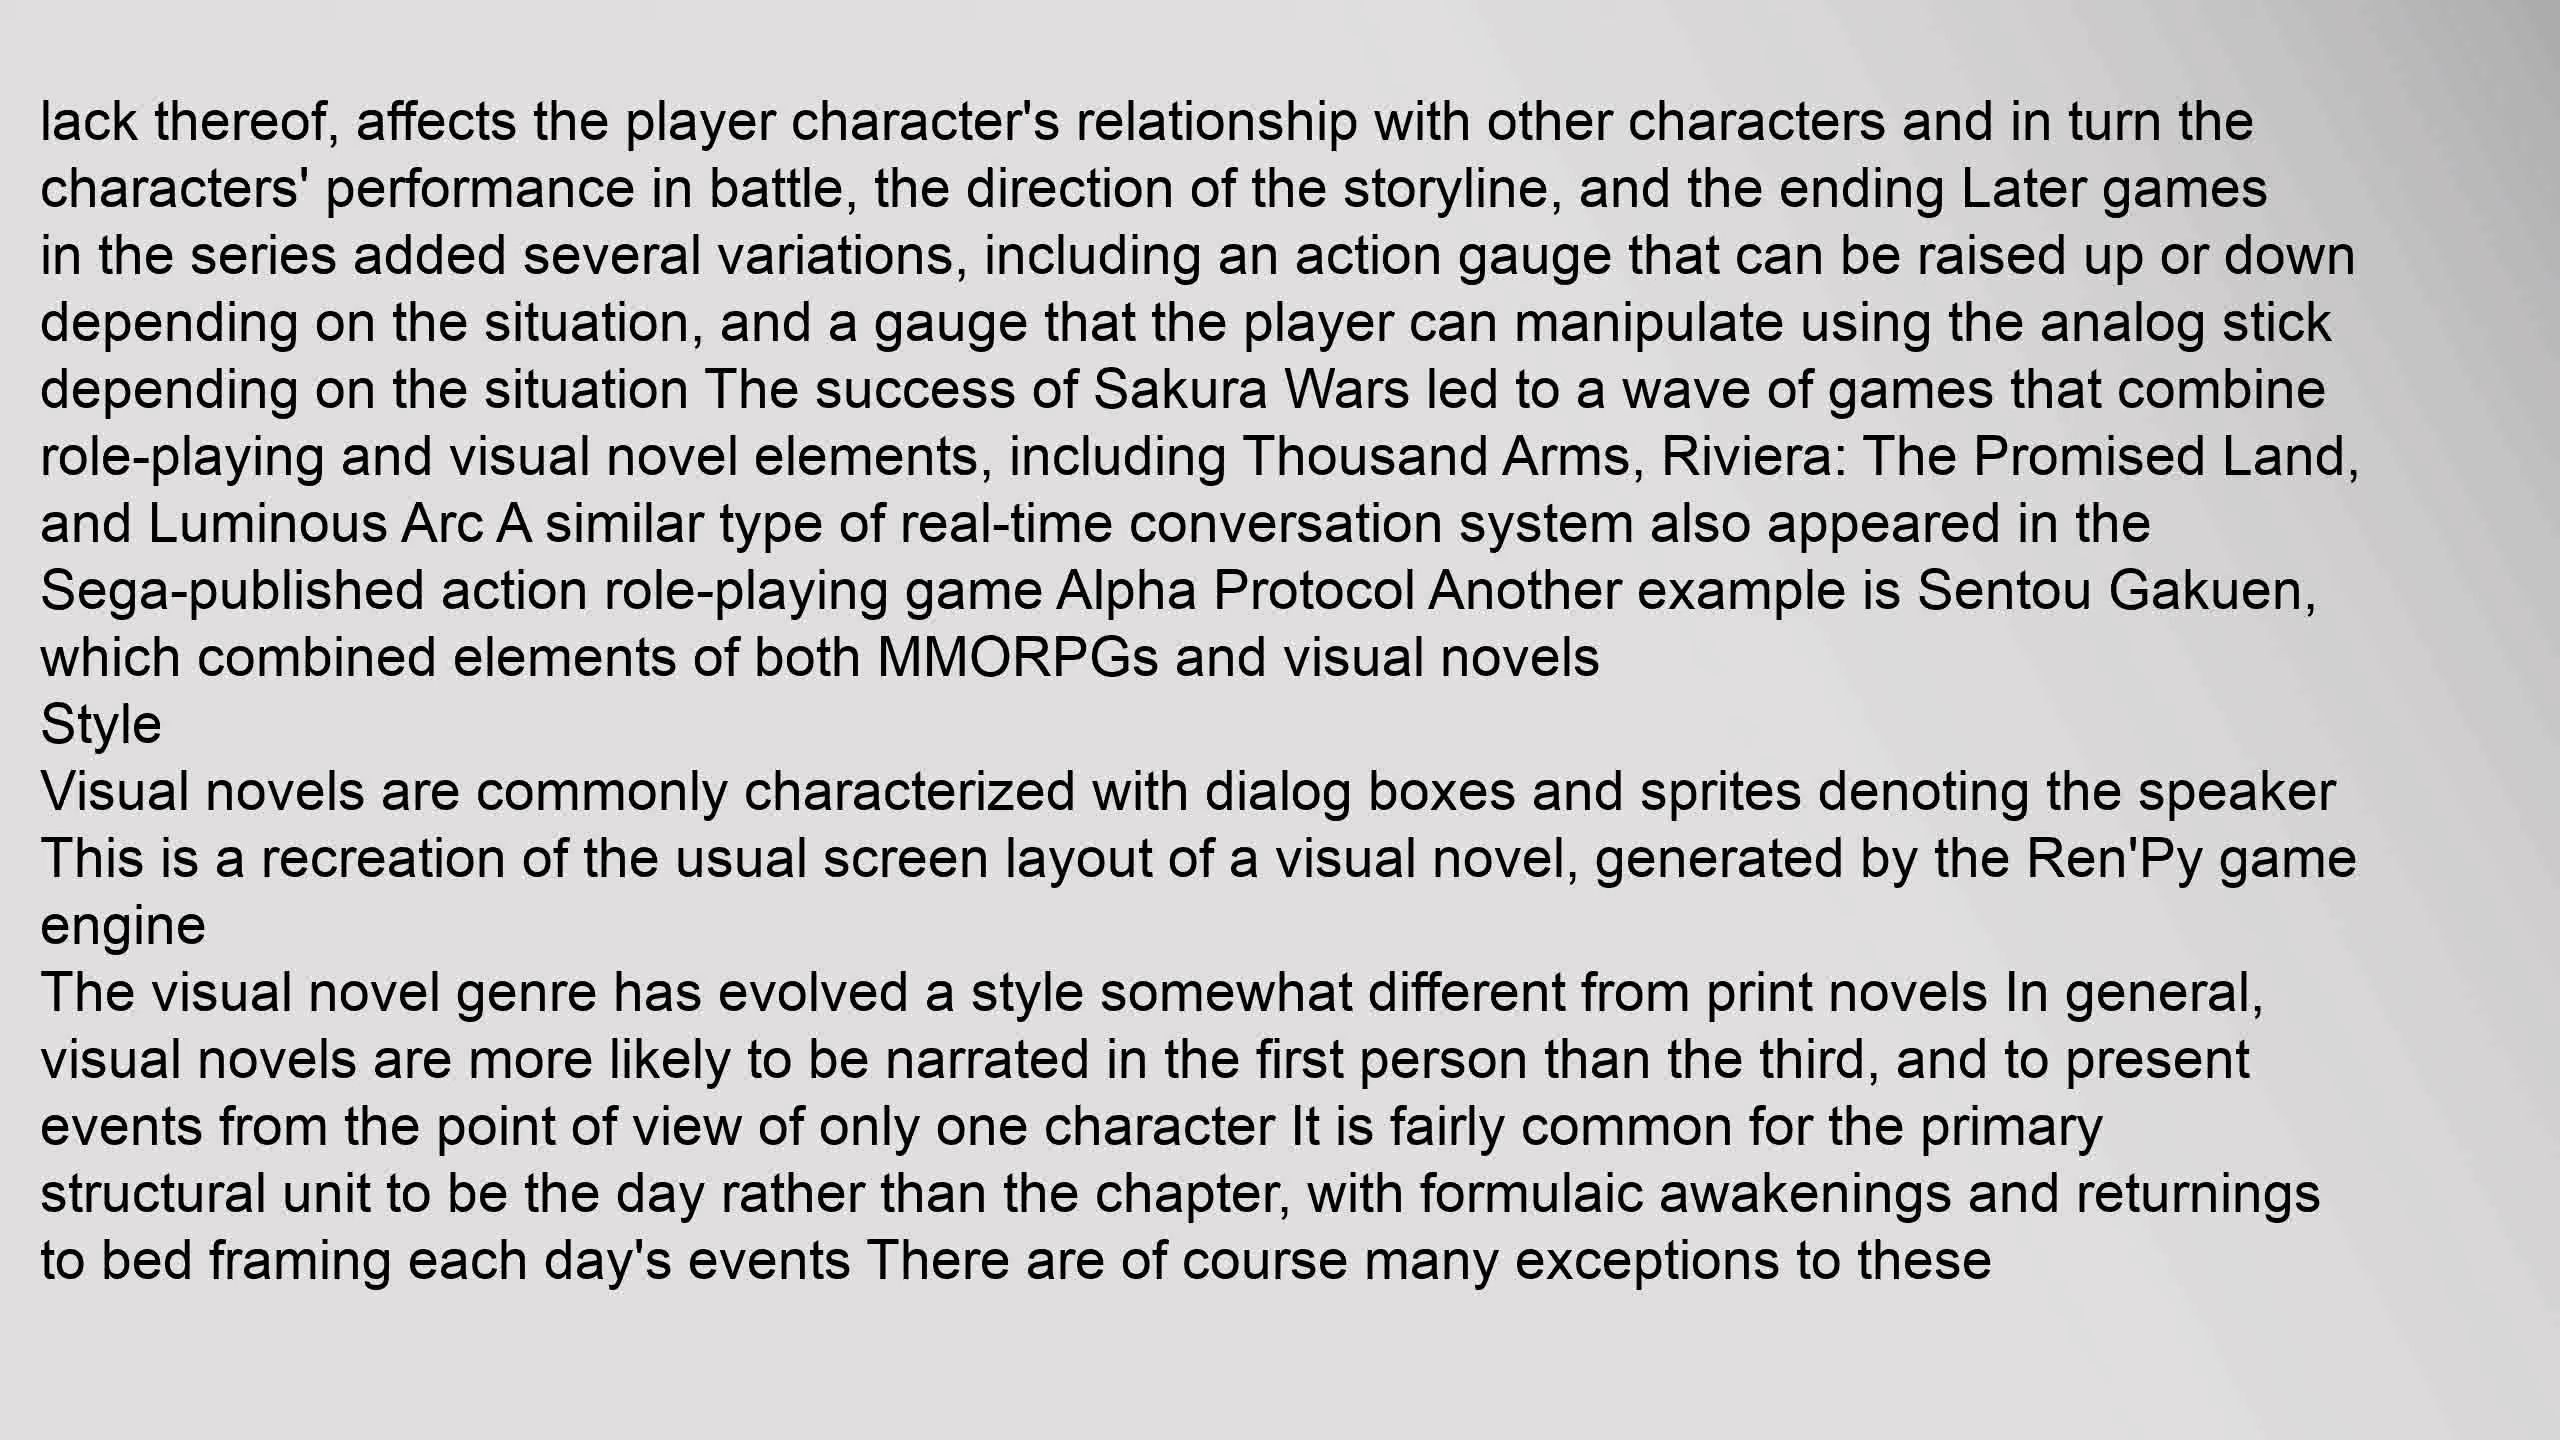 lack thereof, affects the player character's relationship with other characters and in turn the
characters' performance in battle, the direction of the storyline, and the ending Later games
in the series added several variations, including an action gauge that can be raised up or down
depending on the situation, and a gauge that the player can manipulate using the analog stick
depending on the situation The success of Sakura Wars led to a wave of games that combine
role-playing and visual novel elements, including Thousand Arms, Riviera: The Promised Land,
and Luminous Arc A similar type of real-time conversation system also appeared in the
Sega-published action role-playing game Alpha Protocol Another example is Sentou Gakuen,
which combined elements of both MMORPGs and visual novels
Style
Visual novels are commonly characterized with dialog boxes and sprites denoting the speaker
This is a recreation of the usual screen layout of a visual novel, generated by the Ren'Py game
engine
The visual novel genre has evolved a style somewhat different from print novels In general,
visual novels are more likely to be narrated in the first person than the third, and to present
events from the point of view of only one character It is fairly common for the primary
structural unit to be the day rather than the chapter, with formulaic awakenings and returnings
to bed framing each day's events There are of course many exceptions to these